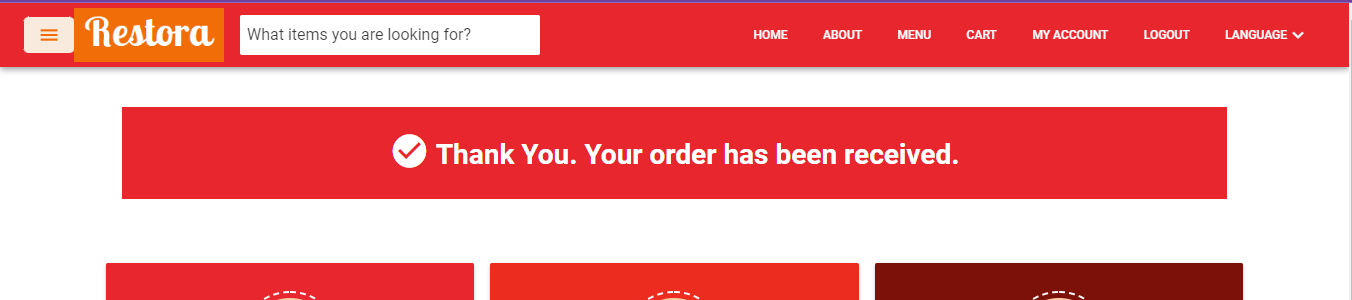 Restora
What items you are looking for?
HOME ABOUT MENU CART MY ACCOUNT LOGOUT LANGUAGE
Thank You. Your order has been received.